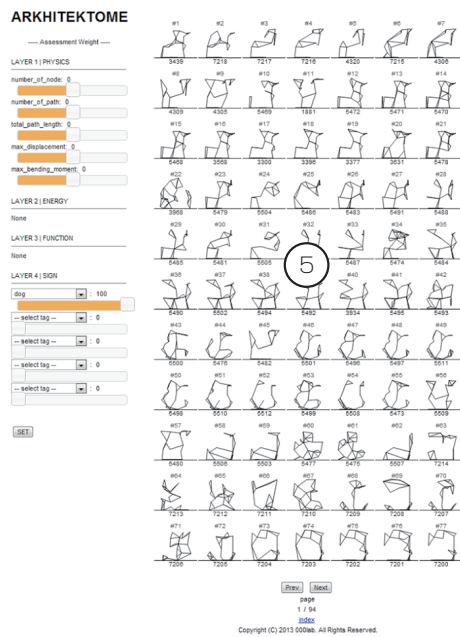 ARKHITEKTOME
---- Assessment Weight ----
LAYER 1 | PHYSICS
number_of_node: 0
number_of_path: 0
total_path_length: 0
max_displacement: 0
max_bending_moment: 0
LAYER 2 | ENERGY
None
LAYER 3 | FUNCTION
None
LAYER 4 | SIGN
dog : 100
-- select tag -- : 0
-- select tag -- : 0
-- select tag -- : 0
-- select tag -- : 0
SET
#1 #2 #3 #4 #5 #6 #7
3439 7218 7217 7216 4320 7215 4306
#8 #9 #10 #11 #12 #13 #14
4309 4305 5469 1881 5472 5471 5470
#15 #16 #17 #18 #19 #20 #21
5468 3568 3300 3396 3377 3631 5478
#22 #23 #24 #25 #26 #27 #28
3968 5479 5504 5486 5483 5491 5488
#29 #30 #31 #32 #33 #34 #35
5485 5481 5505 5487 5474 5484
5
#36 #37 #38 #39 #40 #41 #42
5490 5502 5494 5492 3934 5495 5493
#43 #44 #45 #46 #47 #48 #49
5500 5476 5482 5501 5496 5497 5511
#50 #51 #52 #53 #54 #55 #56
5498 5510 5512 5499 5508 5473 5509
#57 #58 #59 #60 #61 #62 #63
5480 5506 5503 5477 5475 5507 7214
#64 #65 #66 #67 #68 #69 #70
7213 7212 7211 7210 7209 7208 7207
#71 #72 #73 #74 #75 #76 #77
7206 7205 7204 7203 7202 7201 7200
Prev Next
page
1 / 94
index
Copyright (C) 2013 000lab. All Rights Reserved.